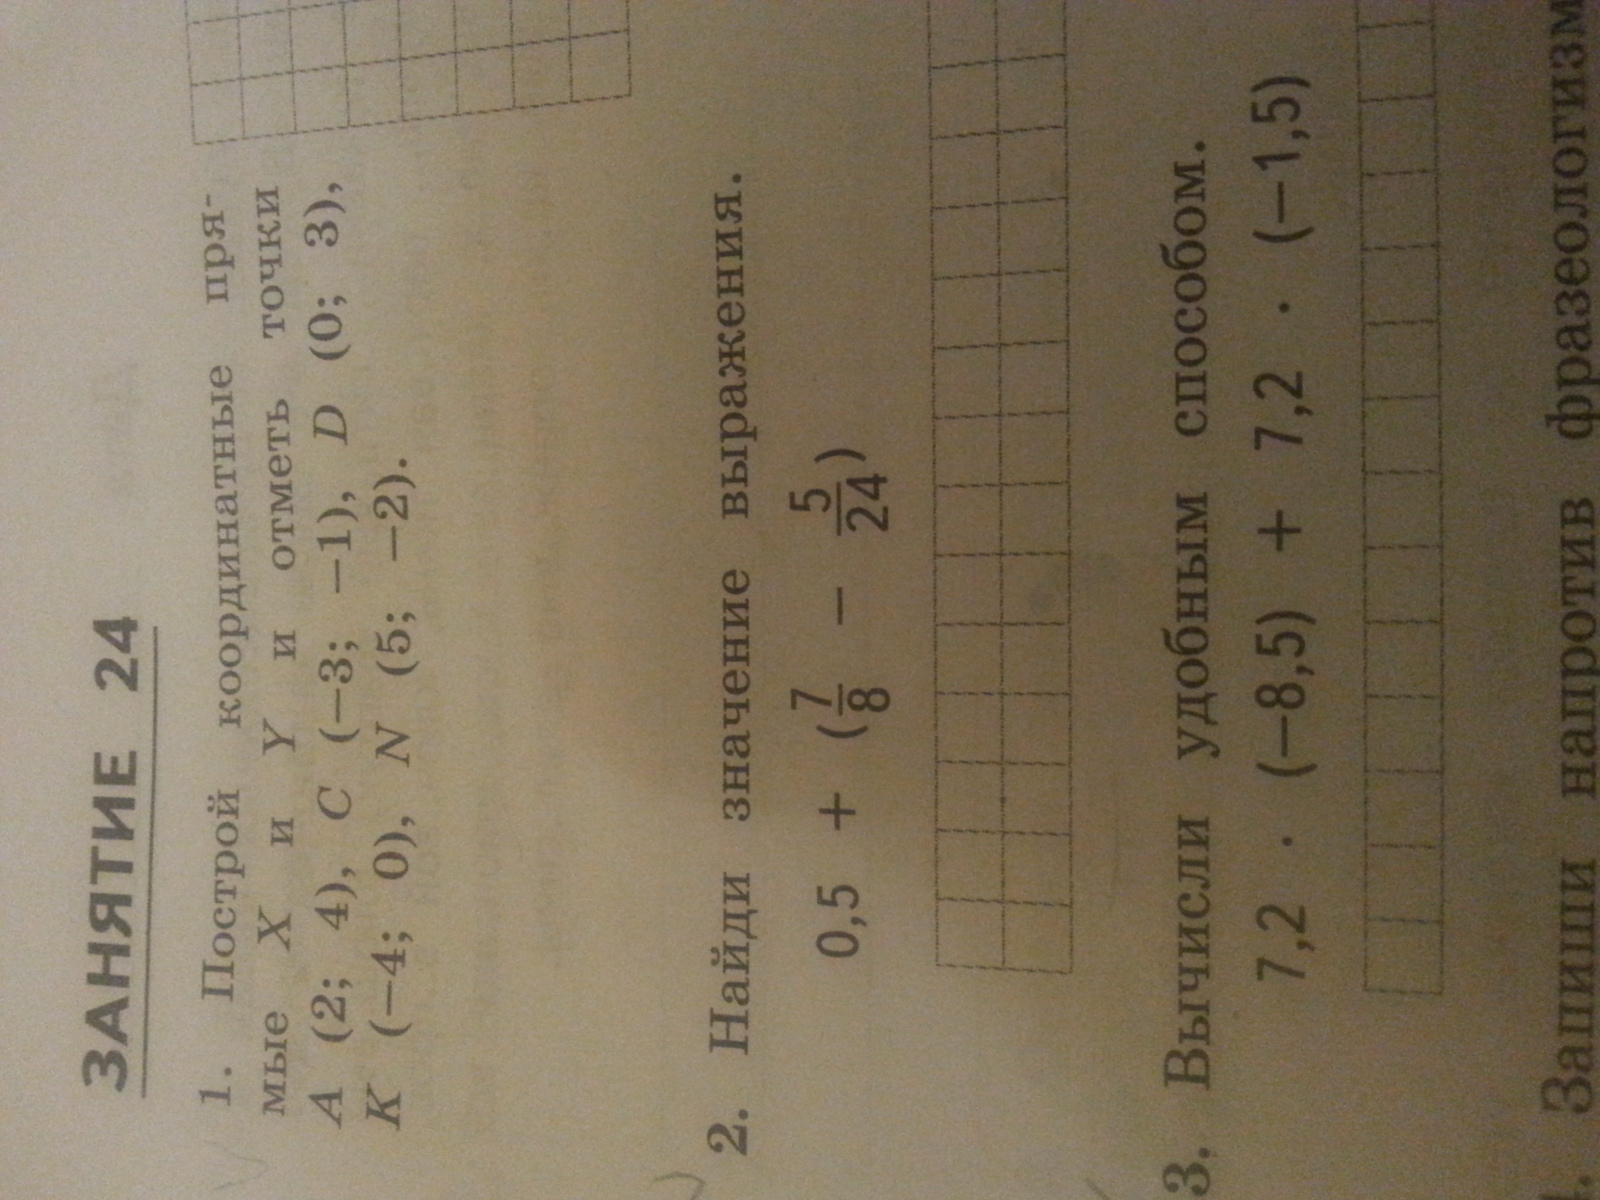 ЗАНЯТИЕ 24
1. Построй координатные пря-
мые X и Y и отметь точки
A (2; 4), C (−3; −1), D (0; 3),
K (−4; 0), N (5; −2).
2. Найди значение выражения.
0,5 + (7/8 − 5/24)
3. Вычисли удобным способом.
7,2 · (−8,5) + 7,2 · (−1,5)
Запиши напротив фразеологизм